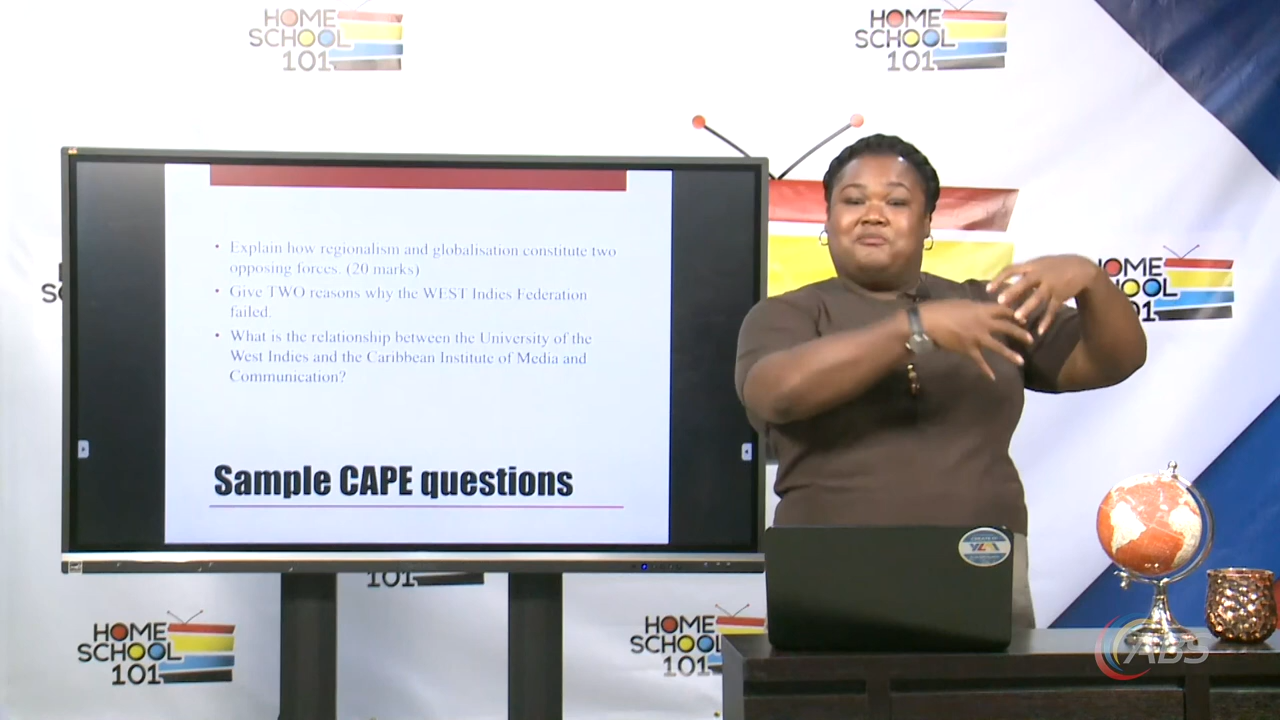 HOME
SCHOOL
101
HOME
SCHOOL
101
• Explain how regionalism and globalisation constitute two
opposing forces. (20 marks)
• Give TWO reasons why the WEST Indies Federation
failed.
• What is the relationship between the University of the
West Indies and the Caribbean Institute of Media and
Communication?
Sample CAPE questions
HOME
101
101
HOME
SCHOOL
101
HOME
SCHOOL
101
ABS